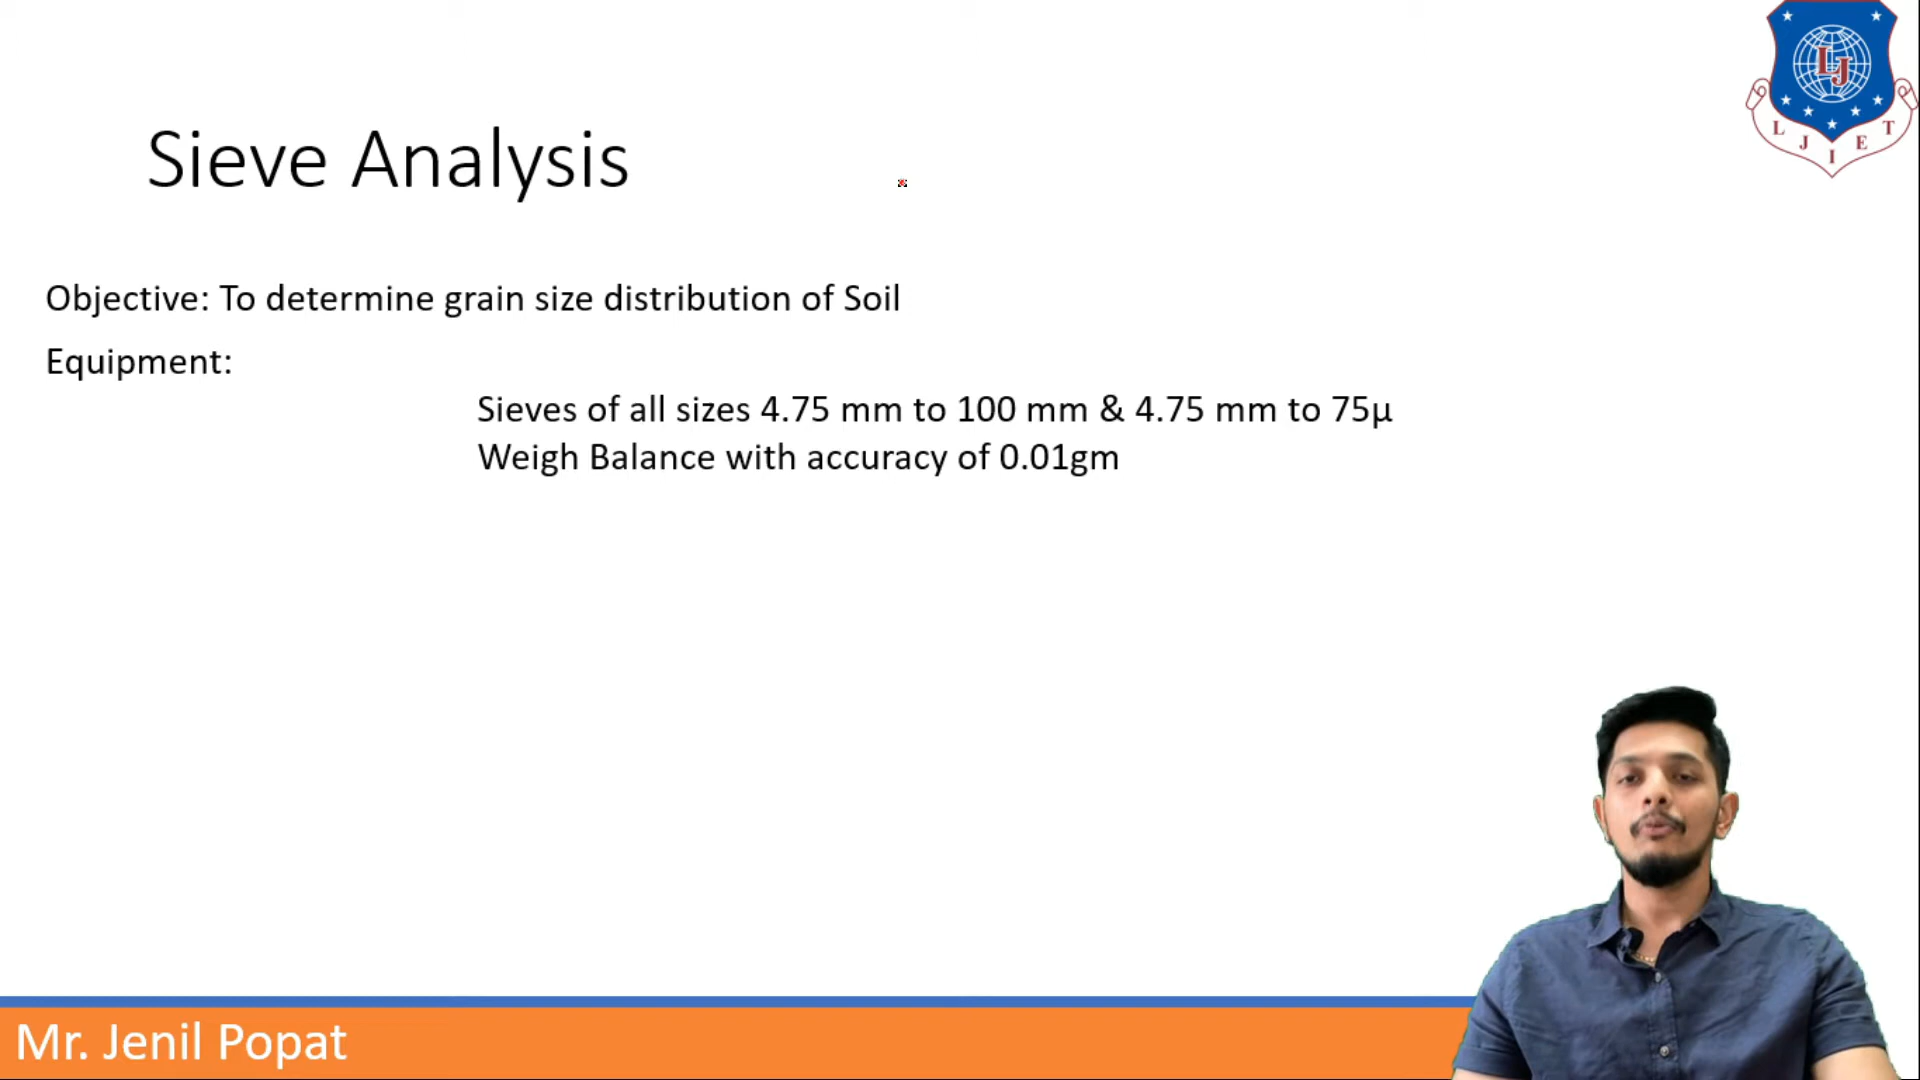 LJ
L J I E T
Sieve Analysis
Objective: To determine grain size distribution of Soil
Equipment:
Sieves of all sizes 4.75 mm to 100 mm & 4.75 mm to 75µ
Weigh Balance with accuracy of 0.01gm
Mr. Jenil Popat